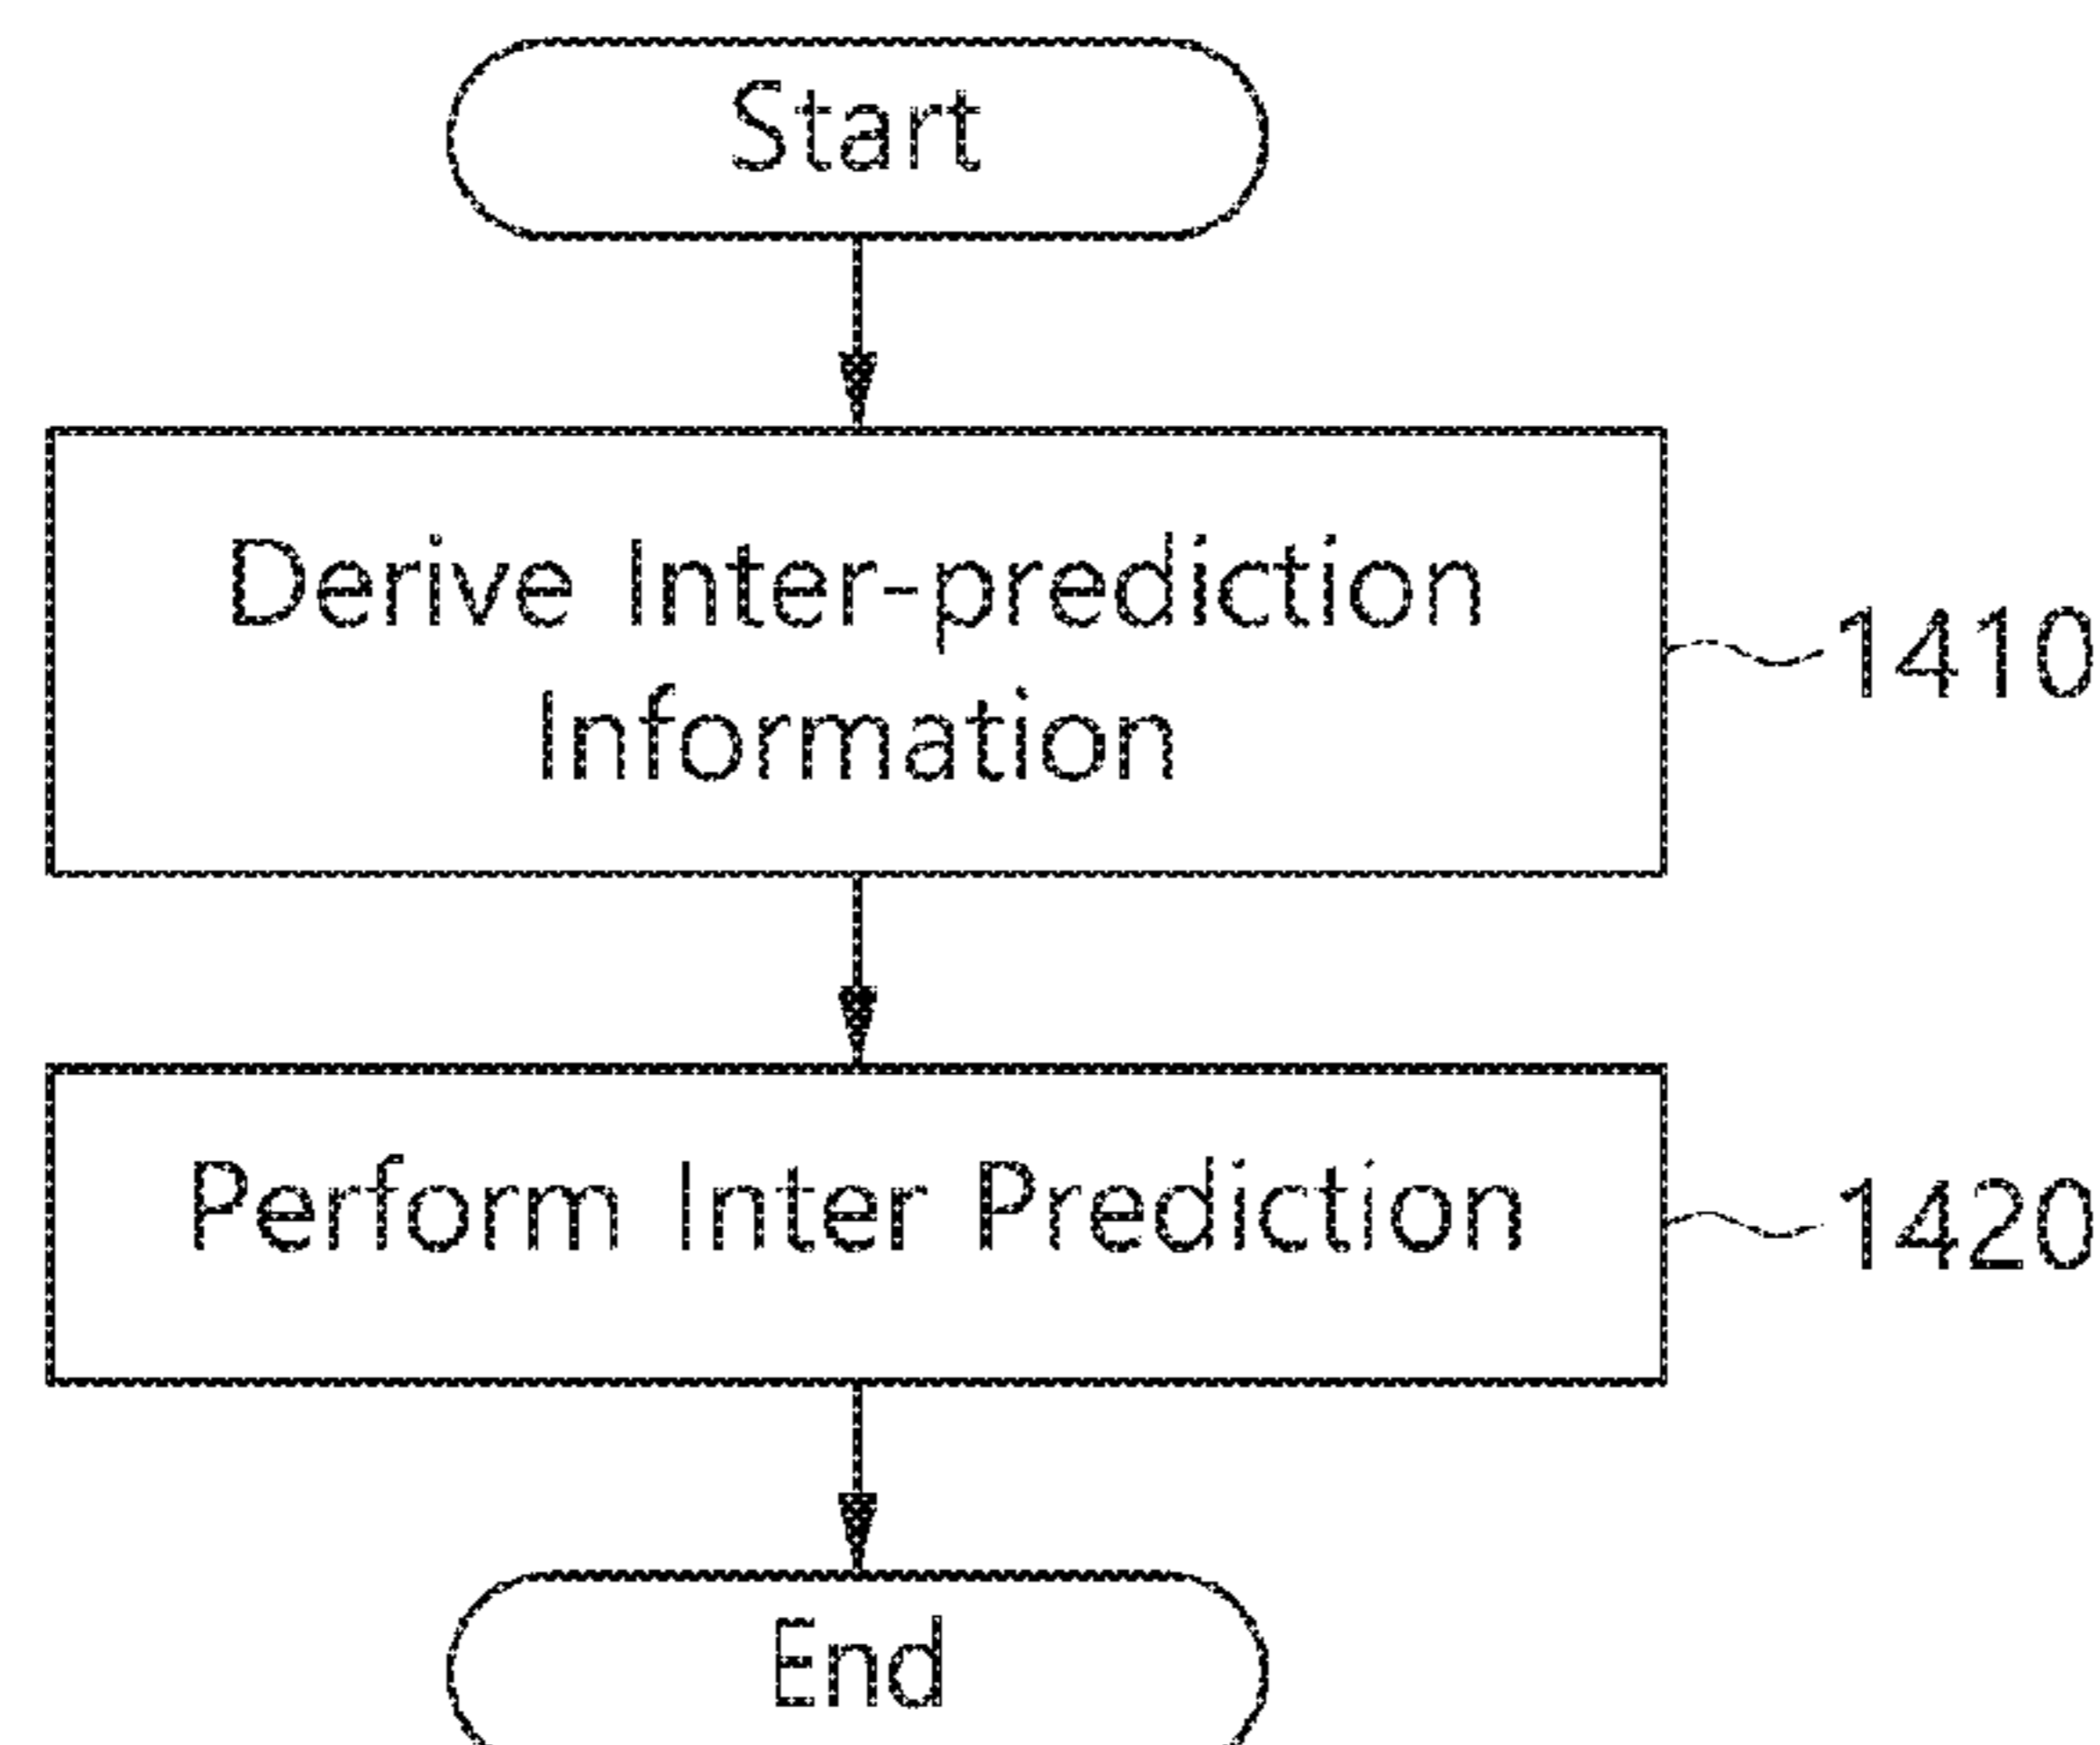 Start
Derive Inter-prediction
Information
1410
Perform Inter Prediction
1420
End